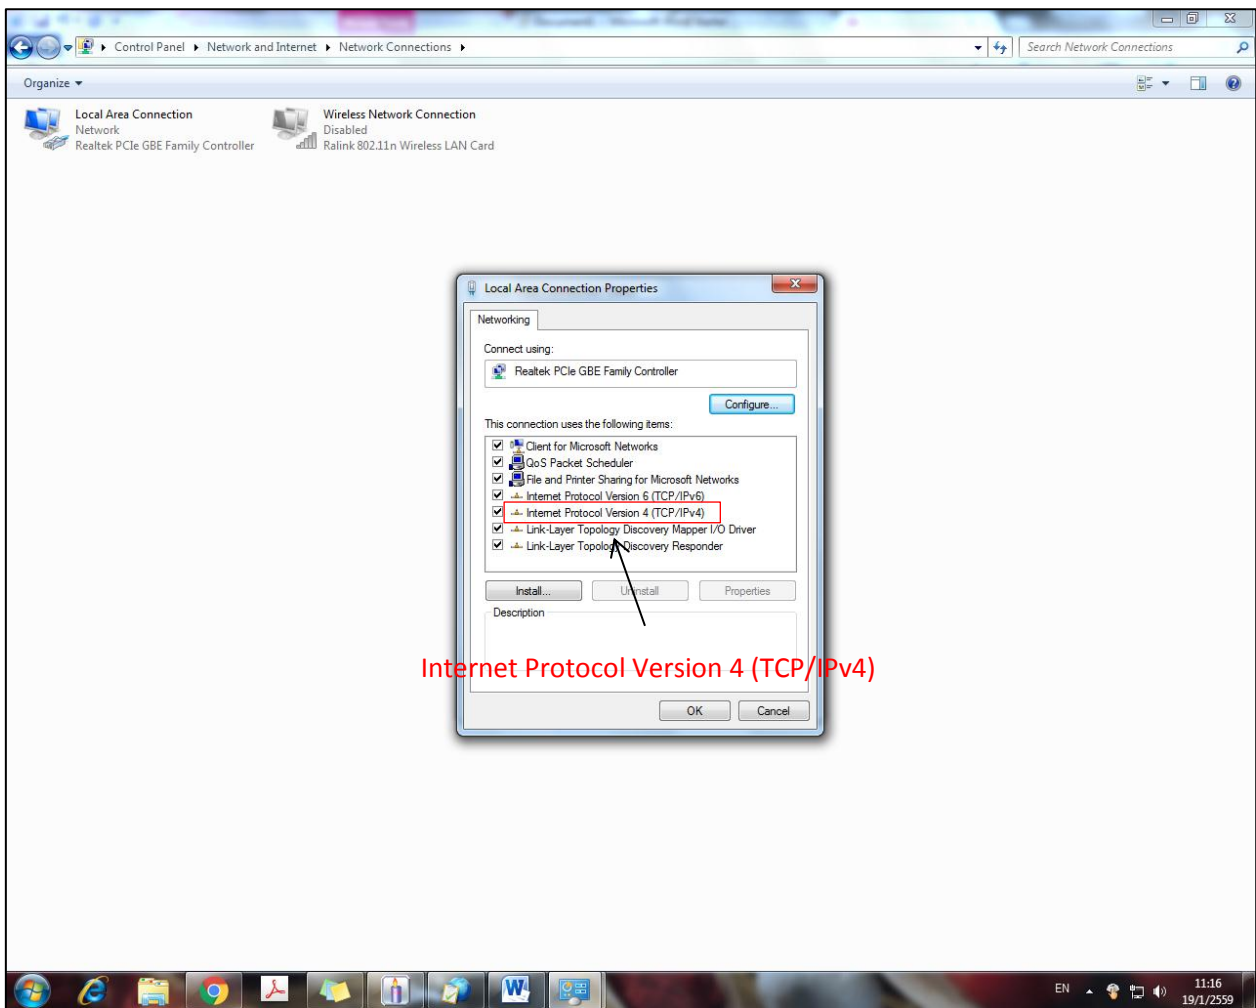 Control Panel ▸ Network and Internet ▸ Network Connections ▸
Search Network Connections
Organize
Local Area Connection
Network
Realtek PCIe GBE Family Controller
Wireless Network Connection
Disabled
Ralink 802.11n Wireless LAN Card
Local Area Connection Properties
Networking
Connect using:
Realtek PCIe GBE Family Controller
Configure...
This connection uses the following items:
Client for Microsoft Networks
QoS Packet Scheduler
File and Printer Sharing for Microsoft Networks
Internet Protocol Version 6 (TCP/IPv6)
Internet Protocol Version 4 (TCP/IPv4)
Link-Layer Topology Discovery Mapper I/O Driver
Link-Layer Topology Discovery Responder
Install...
Uninstall
Properties
Description
Internet Protocol Version 4 (TCP/IPv4)
OK
Cancel
EN
11:16
19/1/2559